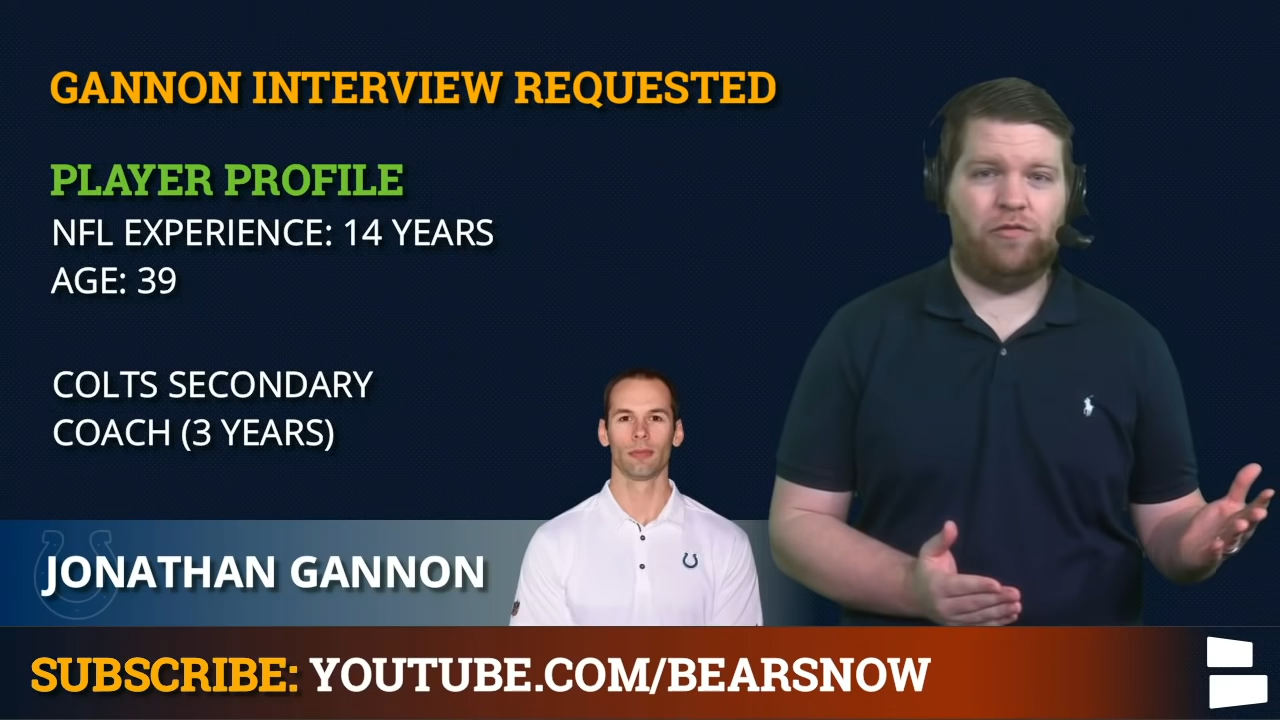 GANNON INTERVIEW REQUESTED
PLAYER PROFILE
NFL EXPERIENCE: 14 YEARS
AGE: 39
COLTS SECONDARY
COACH (3 YEARS)
JONATHAN GANNON
SUBSCRIBE: YOUTUBE.COM/BEARSNOW